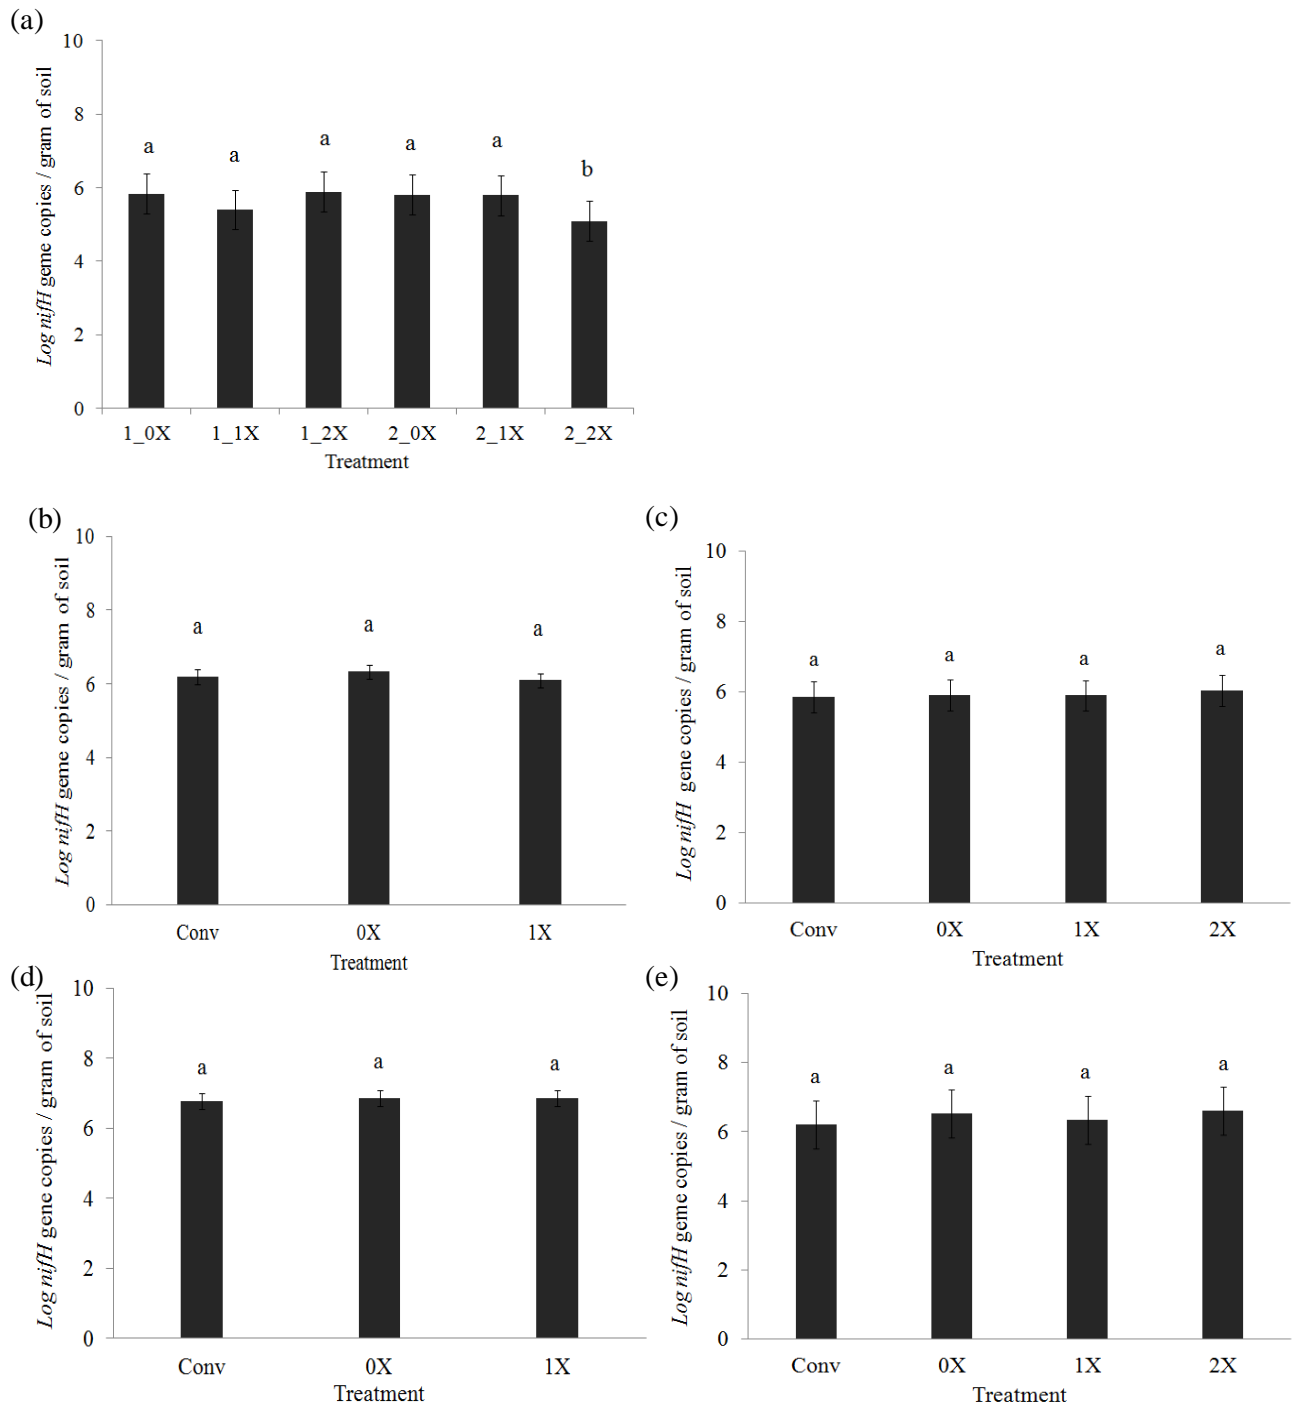 (a)
Log nifH geme copies / gram of soil
10
8
6
4
2
0
a
a
a
a
a
b
1_0X 1_1X 1_2X 2_0X 2_1X 2_2X
Treatment
(b)
Log nifH geme copies / gram of soil
10
8
6
4
2
0
a
a
a
Conv 0X 1X
Treatment
(c)
Log nifH gene copies / gram of soil
10
8
6
4
2
0
a
a
a
a
Conv 0X 1X 2X
Treatment
(d)
Log nifH gene copies / gram of soil
10
8
6
4
2
0
a
a
a
Conv 0X 1X
Treatment
(e)
Log nifH geme copies / gram of soil
10
8
6
4
2
0
a
a
a
a
Conv 0X 1X 2X
Treatment